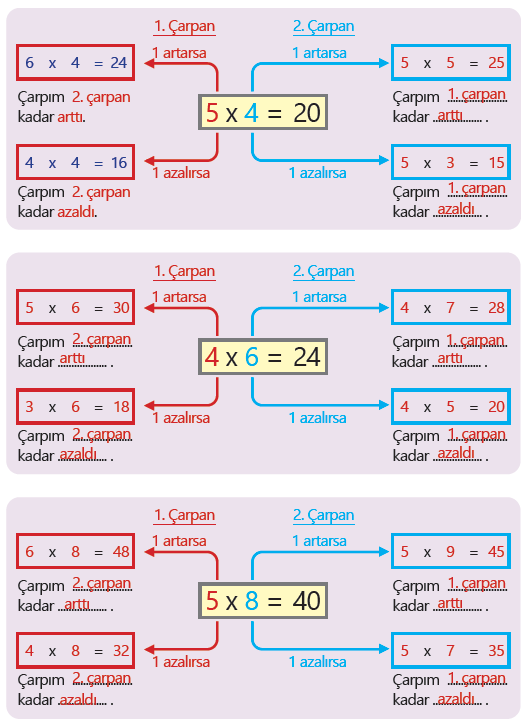 1. Çarpan 2. Çarpan
1 artarsa 1 artarsa
6 x 4 = 24
5 x 5 = 25
Çarpım 2. çarpan
kadar arttı.
Çarpım 1. çarpan
kadar arttı .
5 x 4 = 20
4 x 4 = 16
5 x 3 = 15
1 azalırsa 1 azalırsa
Çarpım 2. çarpan
kadar azaldı.
Çarpım 1. çarpan
kadar azaldı .
1. Çarpan 2. Çarpan
1 artarsa 1 artarsa
5 x 6 = 30
4 x 7 = 28
Çarpım 2. çarpan
kadar arttı .
Çarpım 1. çarpan
kadar arttı .
4 x 6 = 24
3 x 6 = 18
4 x 5 = 20
1 azalırsa 1 azalırsa
Çarpım 2. çarpan
kadar azaldı .
Çarpım 1. çarpan
kadar azaldı .
1. Çarpan 2. Çarpan
1 artarsa 1 artarsa
6 x 8 = 48
5 x 9 = 45
Çarpım 2. çarpan
kadar arttı .
Çarpım 1. çarpan
kadar arttı .
5 x 8 = 40
4 x 8 = 32
5 x 7 = 35
1 azalırsa 1 azalırsa
Çarpım 2. çarpan
kadar azaldı .
Çarpım 1. çarpan
kadar azaldı .